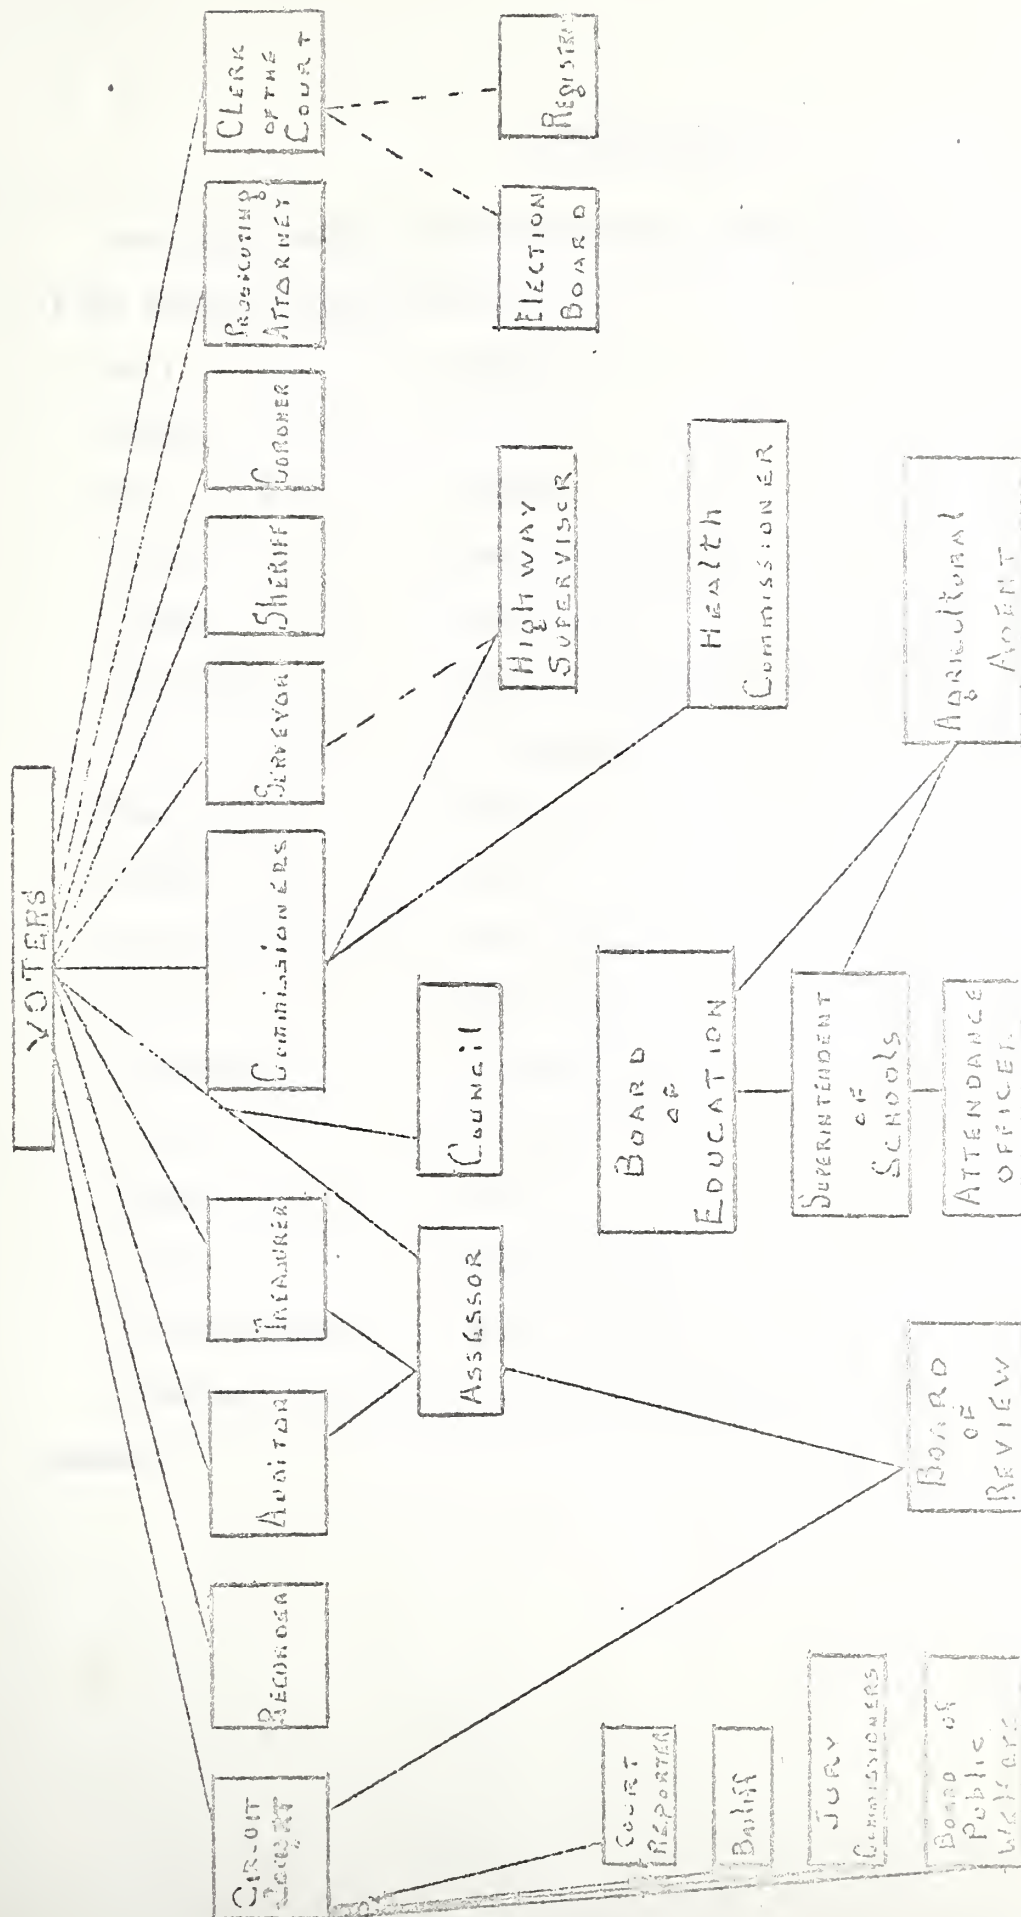 VOTERS
CIRCUIT
COURT
RECORDER
AUDITOR
TREASURER
COMMISSIONERS
SURVEYOR
SHERIFF
CORONER
PROSICUTING
ATTORNEY
CLERK
OF THE
COURT
ASSESSOR
COUNCIL
HIGHWAY
SUPERVISOR
ELECTION
BOARD
COURT
REPORTER
BAILIFF
JURY
COMMISSIONERS
BOARD OF
PUBLIC
WELFARE
BOARD
OF
EDUCATION
HEALTH
COMMISSIONER
SUPERINTENDENT
OF
SCHOOLS
BOARD
OF
REVIEW
ATTENDANCE
OFFICER
AGRICULTURAL
AGENT